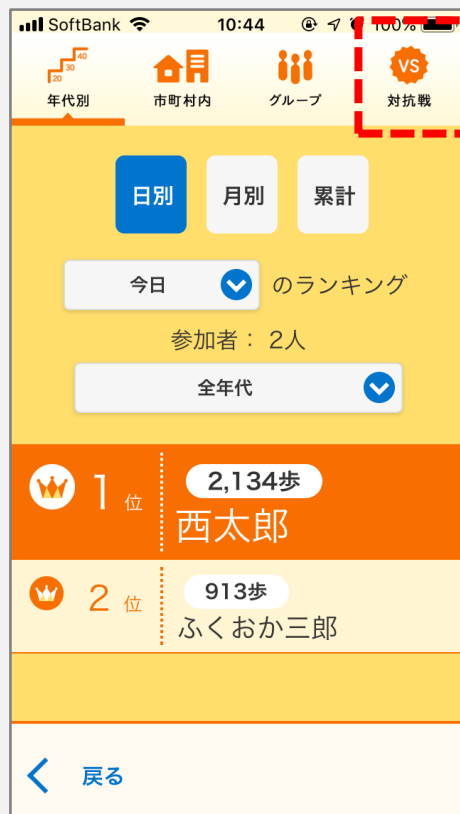 SoftBank 10:44 100%
40
30
20
VS
年代別 市町村内 グループ 対抗戦
日別 月別 累計
今日 のランキング
参加者： 2人
全年代
1位 2,134歩
西太郎
2位 913歩
ふくおか三郎
戻る